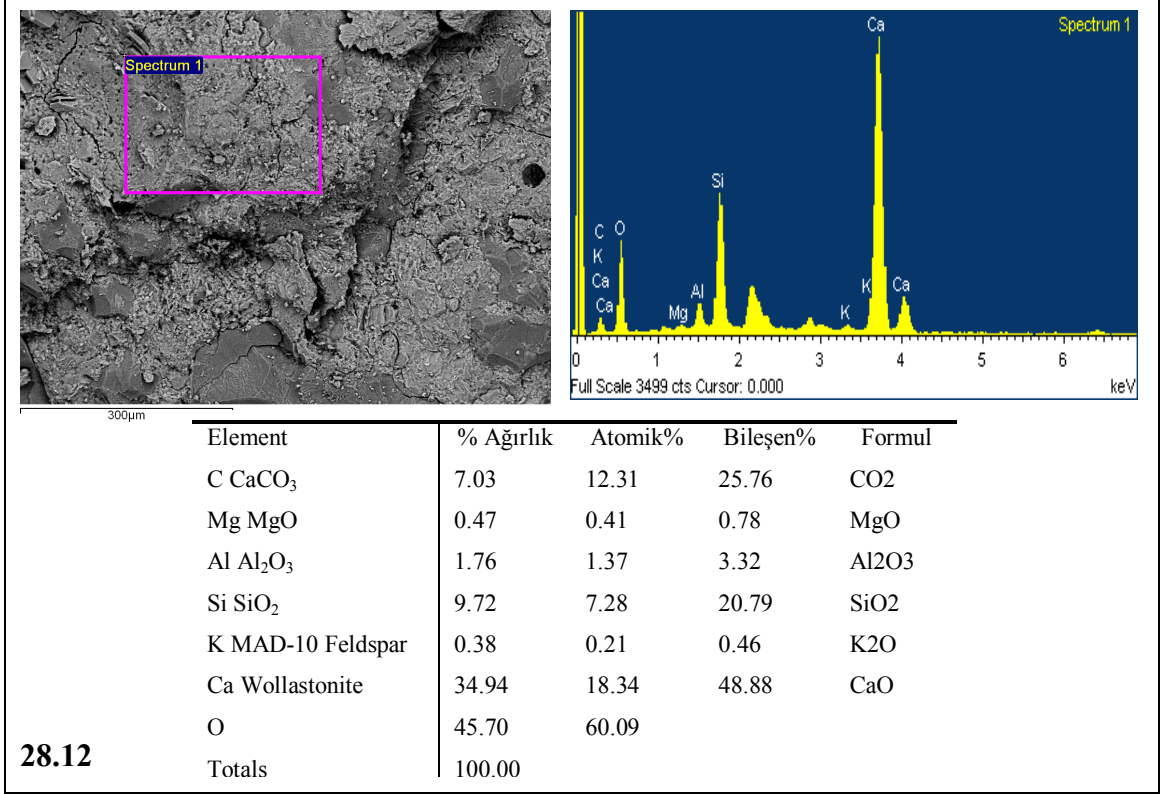 Spectrum 1
300µm
Spectrum 1
Ca
Si
C O
K
Ca
Ca
Mg
Al
K
K
Ca
0 1 2 3 4 5 6
Full Scale 3499 cts Cursor: 0.000 keV
Element % Ağırlık Atomik% Bileşen% Formul
C CaCO₃ 7.03 12.31 25.76 CO2
Mg MgO 0.47 0.41 0.78 MgO
Al Al₂O₃ 1.76 1.37 3.32 Al2O3
Si SiO₂ 9.72 7.28 20.79 SiO2
K MAD-10 Feldspar 0.38 0.21 0.46 K2O
Ca Wollastonite 34.94 18.34 48.88 CaO
O 45.70 60.09
Totals 100.00
28.12